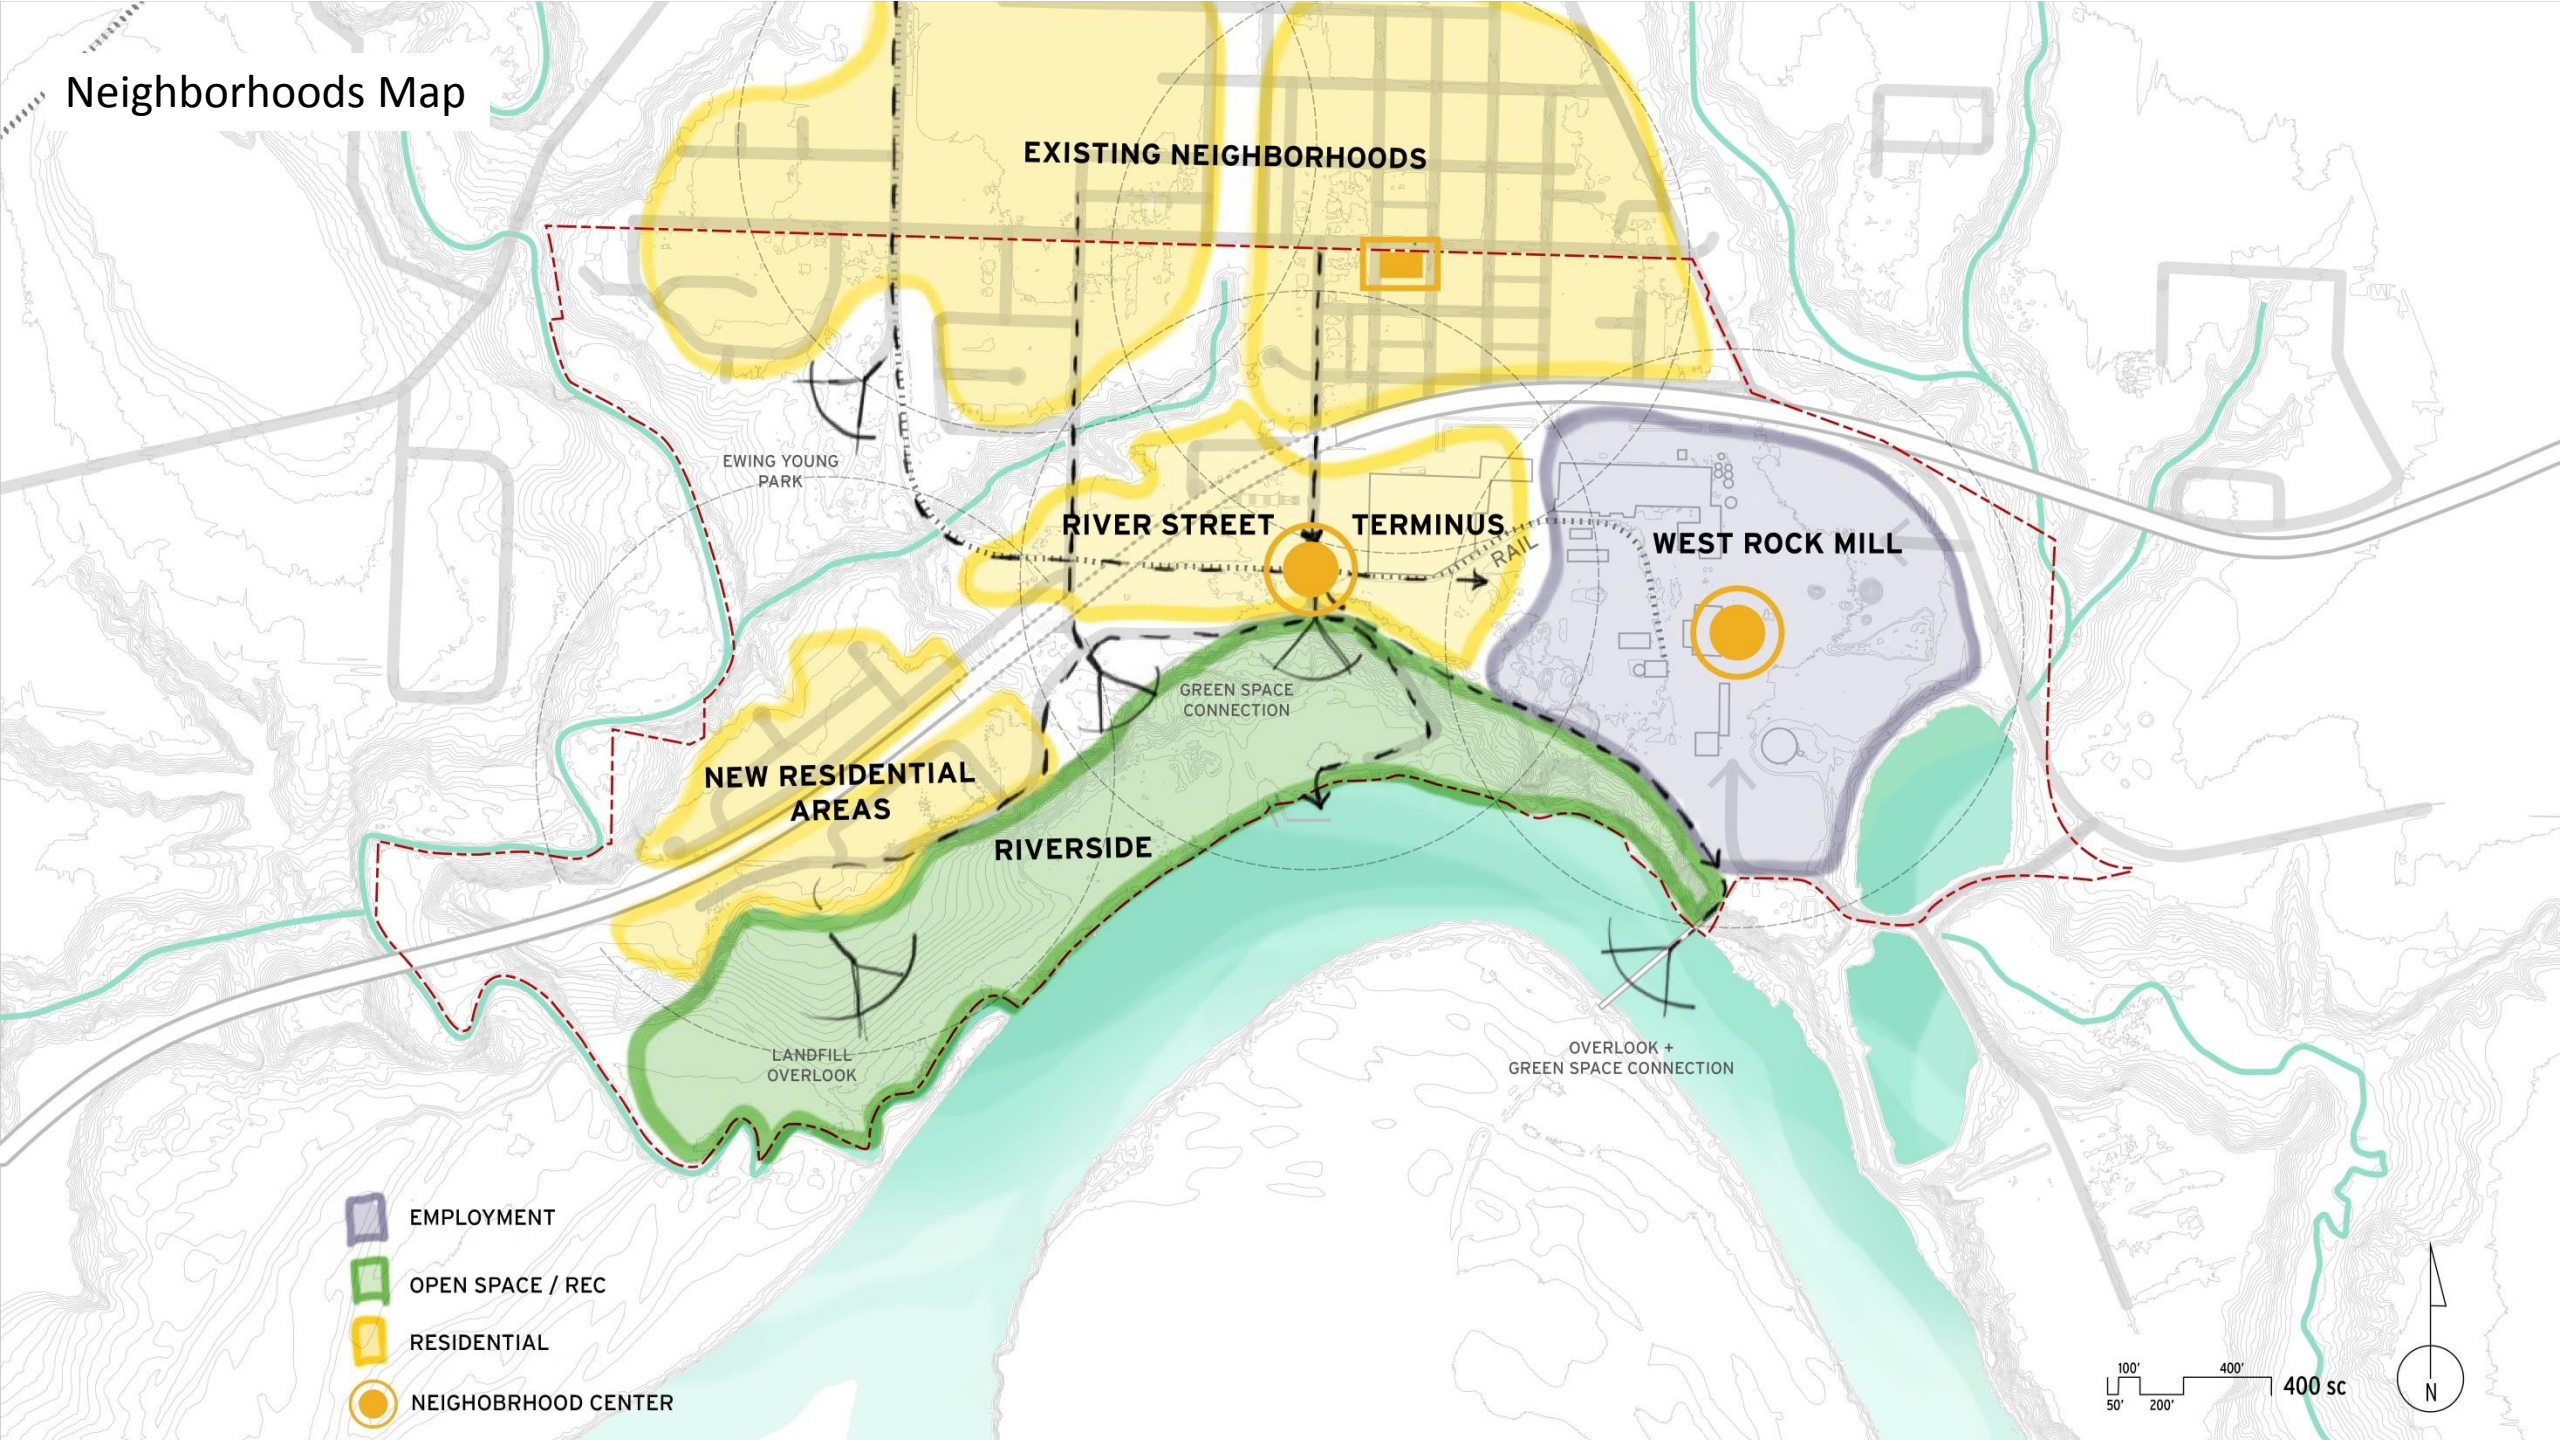 Neighborhoods Map
EXISTING NEIGHBORHOODS
EWING YOUNG
PARK
RIVER STREET
TERMINUS
RAIL
WEST ROCK MILL
GREEN SPACE
CONNECTION
NEW RESIDENTIAL
AREAS
RIVERSIDE
LANDFILL
OVERLOOK
OVERLOOK +
GREEN SPACE CONNECTION
EMPLOYMENT
OPEN SPACE / REC
RESIDENTIAL
NEIGHOBRHOOD CENTER
100'
400'
400 SC
50'
200'
N